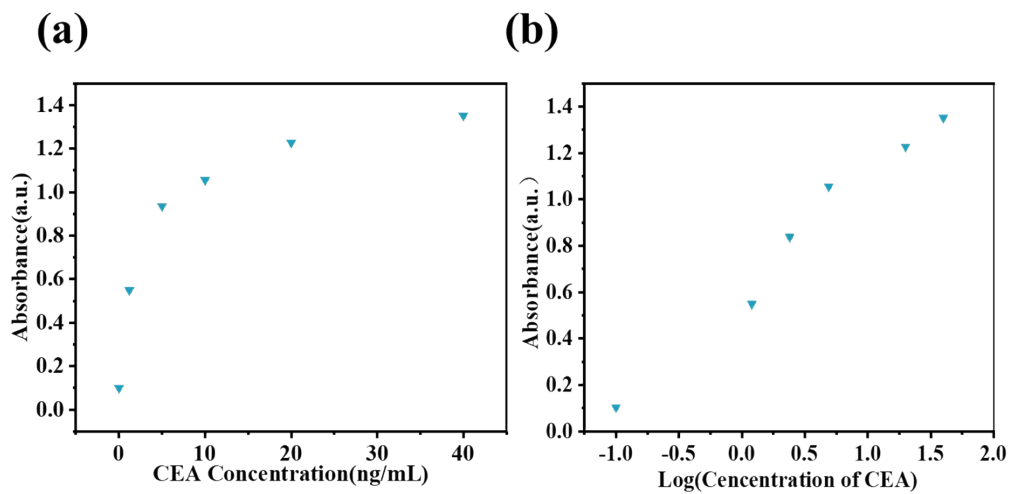 (a)
1.4
1.2
1.0
0.8
0.6
0.4
0.2
0.0
Absorbance(a.u.)
0 10 20 30 40
CEA Concentration(ng/mL)
(b)
1.4
1.2
1.0
0.8
0.6
0.4
0.2
0.0
Absorbance(a.u.）
-1.0 -0.5 0.0 0.5 1.0 1.5 2.0
Log(Cencentration of CEA)